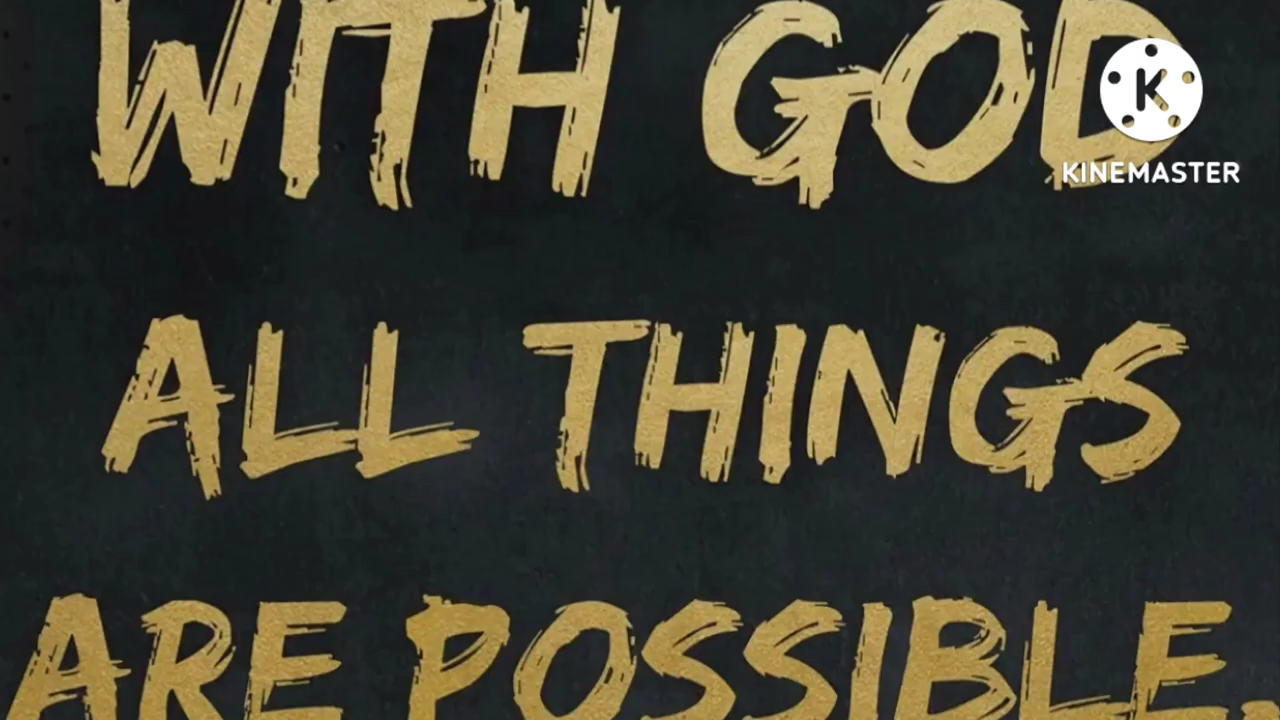 WITH GOD
K
KINEMASTER
ALL THINGS
ARE POSSIBLE.